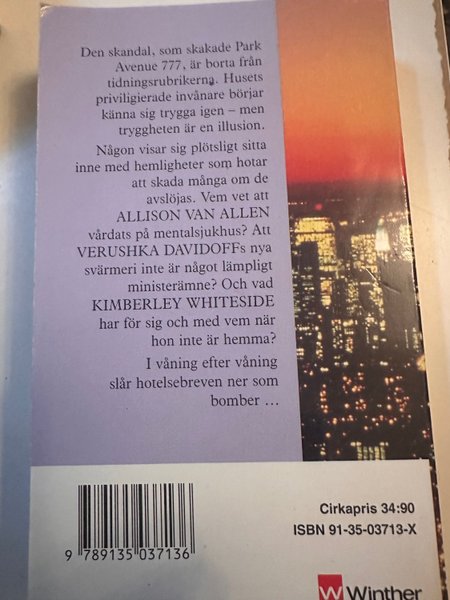 Den skandal, som skakade Park
Avenue 777, är borta från
tidningsrubrikerna. Husets
priviligierade invånare börjar
känna sig trygga igen – men
tryggheten är en illusion.
Någon visar sig plötsligt sitta
inne med hemligheter som hotar
att skada många om de
avslöjas. Vem vet att
ALLISON VAN ALLEN
vårdats på mentalsjukhus? Att
VERUSHKA DAVIDOFFs nya
svärmeri inte är något lämpligt
ministerämne? Och vad
KIMBERLEY WHITESIDE
har för sig och med vem när
hon inte är hemma?
I våning efter våning
slår hotelsebreven ner som
bomber ...
Cirkapris 34:90
ISBN 91-35-03713-X
9 789135 037136
W Winther